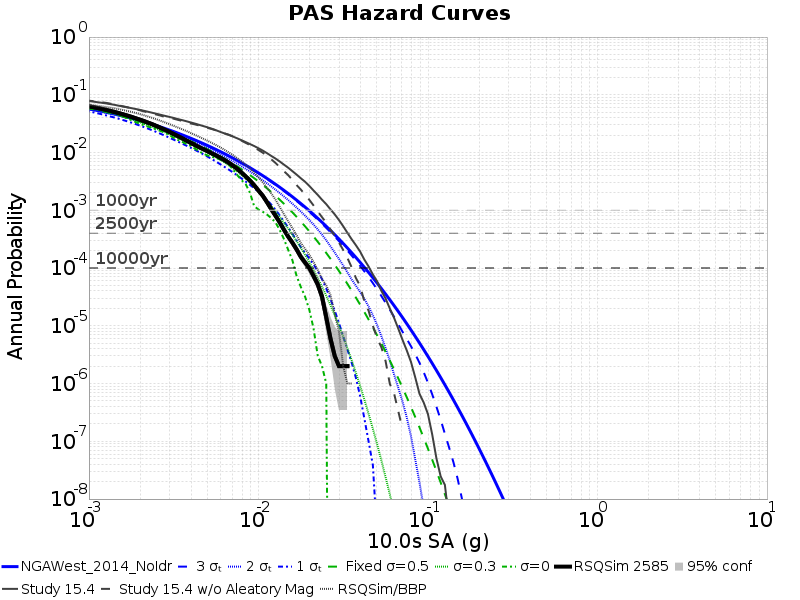 PAS Hazard Curves
10⁰
10⁻¹
10⁻²
10⁻³
10⁻⁴
10⁻⁵
10⁻⁶
10⁻⁷
10⁻⁸
Annual Probability
1000yr
2500yr
10000yr
10⁻³ 10⁻² 10⁻¹ 10⁰ 10¹
10.0s SA (g)
NGAWest_2014_NoIdr 3 σₜ 2 σₜ 1 σₜ Fixed σ=0.5 σ=0.3 σ=0 RSQSim 2585 95% conf
Study 15.4 Study 15.4 w/o Aleatory Mag RSQSim/BBP